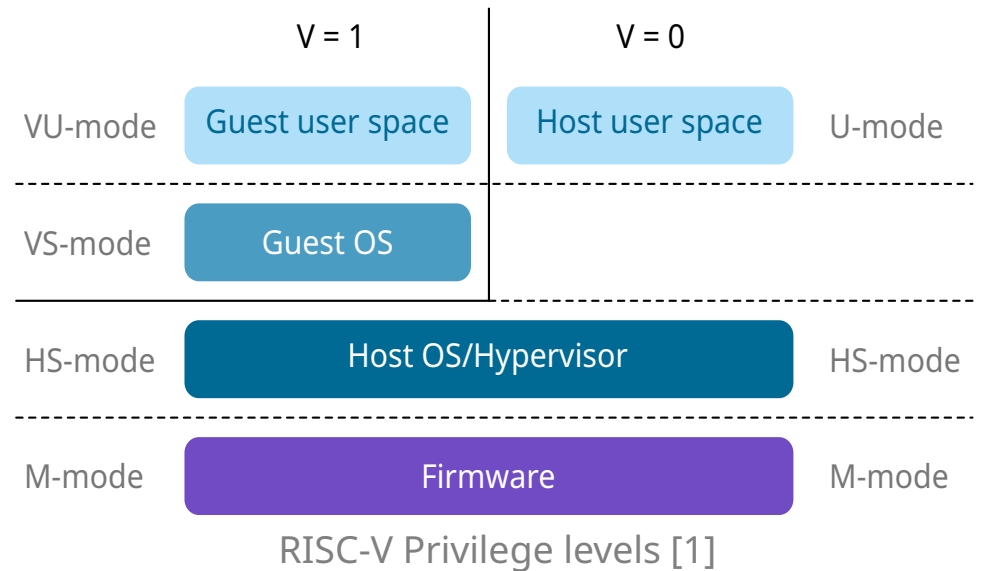 V = 1
V = 0
VU-mode
Guest user space
Host user space
U-mode
VS-mode
Guest OS
HS-mode
Host OS/Hypervisor
HS-mode
M-mode
Firmware
M-mode
RISC-V Privilege levels [1]